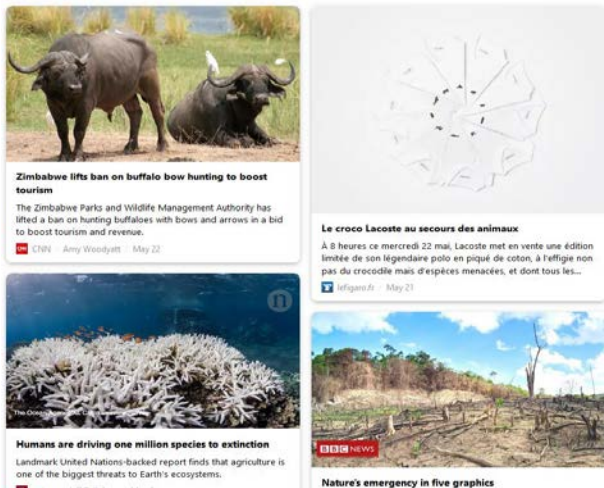 Zimbabwe lifts ban on buffalo bow hunting to boost
tourism
The Zimbabwe Parks and Wildlife Management Authority has
lifted a ban on hunting buffaloes with bows and arrows in a bid
to boost tourism and revenue.
CNN Amy Woodyatt May 22
n
The Ocean
Humans are driving one million species to extinction
Landmark United Nations-backed report finds that agriculture is
one of the biggest threats to Earth's ecosystems.
Le croco Lacoste au secours des animaux
À 8 heures ce mercredi 22 mai, Lacoste met en vente une édition
limitée de son légendaire polo en piqué de coton, à l'effigie non
pas du crocodile mais d'espèces menacées, et dont tous les...
lefigaro.fr May 21
BBC NEWS
Nature's emergency in five graphics